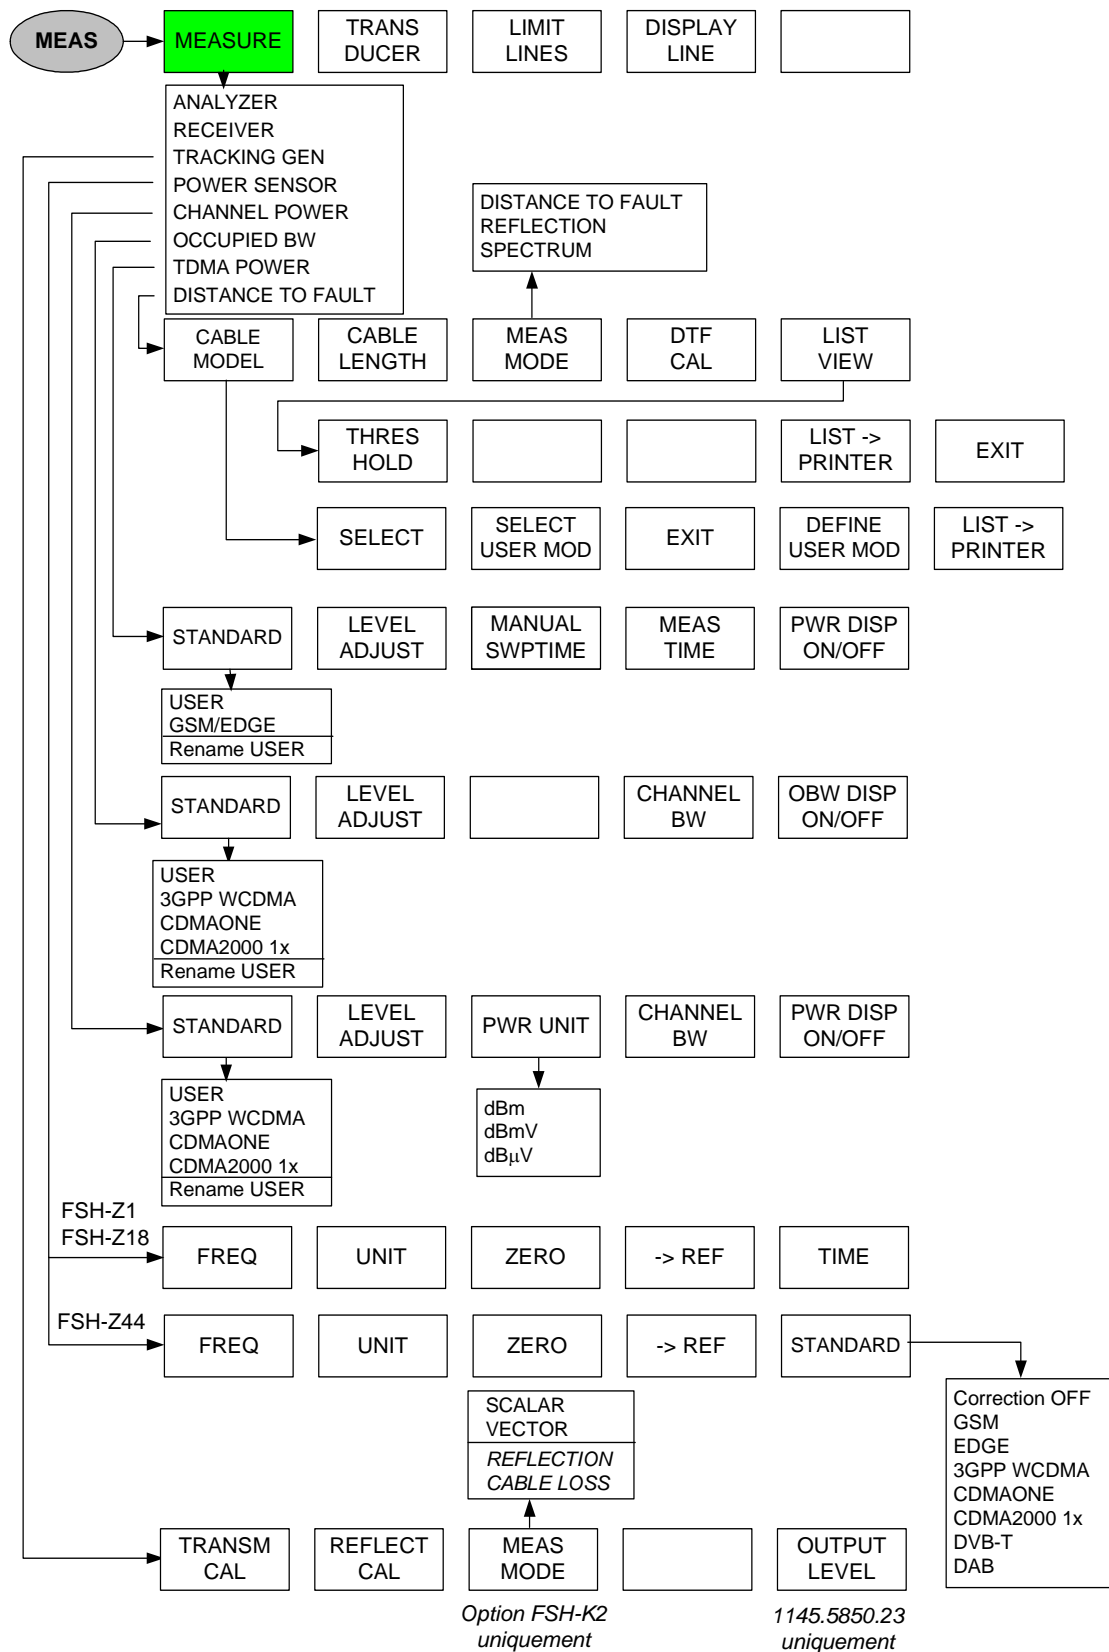 MEAS
MEASURE
TRANS
DUCER
LIMIT
LINES
DISPLAY
LINE
ANALYZER
RECEIVER
TRACKING GEN
POWER SENSOR
CHANNEL POWER
OCCUPIED BW
TDMA POWER
DISTANCE TO FAULT
DISTANCE TO FAULT
REFLECTION
SPECTRUM
CABLE
MODEL
CABLE
LENGTH
MEAS
MODE
DTF
CAL
LIST
VIEW
THRES
HOLD
LIST ->
PRINTER
EXIT
SELECT
SELECT
USER MOD
EXIT
DEFINE
USER MOD
LIST ->
PRINTER
STANDARD
LEVEL
ADJUST
MANUAL
SWPTIME
MEAS
TIME
PWR DISP
ON/OFF
USER
GSM/EDGE
Rename USER
STANDARD
LEVEL
ADJUST
CHANNEL
BW
OBW DISP
ON/OFF
USER
3GPP WCDMA
CDMAONE
CDMA2000 1x
Rename USER
STANDARD
LEVEL
ADJUST
PWR UNIT
CHANNEL
BW
PWR DISP
ON/OFF
USER
3GPP WCDMA
CDMAONE
CDMA2000 1x
Rename USER
dBm
dBmV
dBµV
FSH-Z1
FSH-Z18
FREQ
UNIT
ZERO
-> REF
TIME
FSH-Z44
FREQ
UNIT
ZERO
-> REF
STANDARD
Correction OFF
GSM
EDGE
3GPP WCDMA
CDMAONE
CDMA2000 1x
DVB-T
DAB
SCALAR
VECTOR
REFLECTION
CABLE LOSS
TRANSM
CAL
REFLECT
CAL
MEAS
MODE
OUTPUT
LEVEL
Option FSH-K2
uniquement
1145.5850.23
uniquement